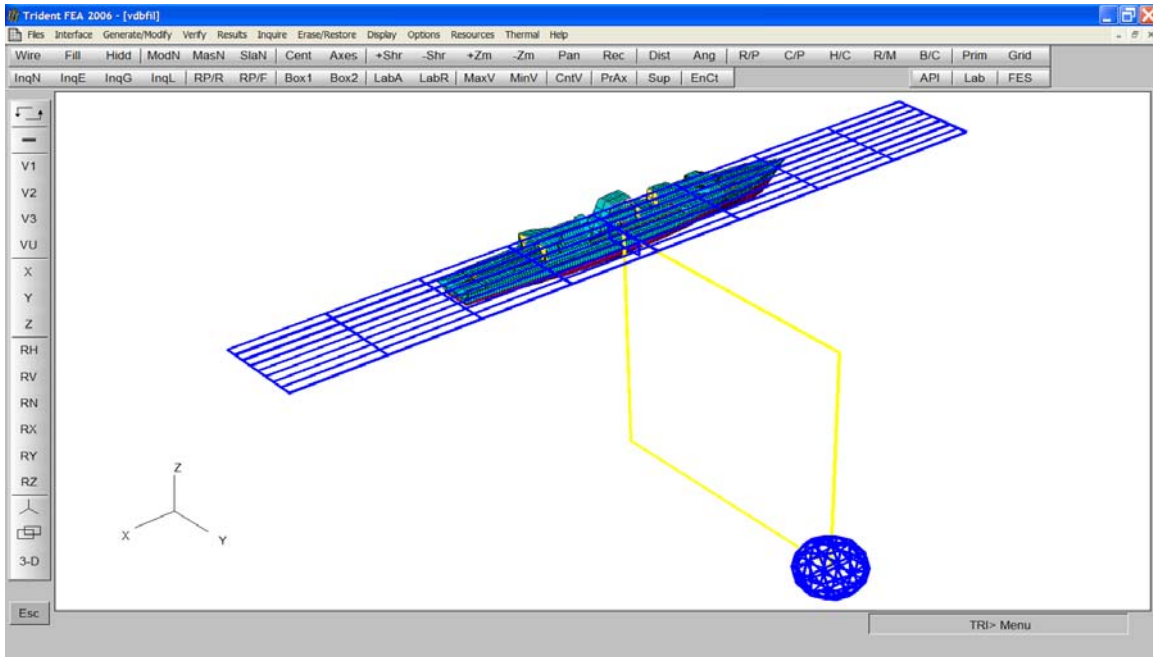 Trident FEA 2006 - [vdbfil]
Files Interface Generate/Modify Verify Results Inquire Erase/Restore Display Options Resources Thermal Help
Wire Fill Hidd ModN MasN SlaN Cent Axes +Shr -Shr +Zm -Zm Pan Rec Dist Ang R/P C/P H/C R/M B/C Prim Grid
InqN InqE InqG InqL RP/R RP/F Box1 Box2 LabA LabR MaxV MinV CntV PrAx Sup EnCt API Lab FES
V1
V2
V3
VU
X
Y
Z
RH
RV
RN
RX
RY
RZ
3-D
Esc
Z
X
Y
TRI> Menu